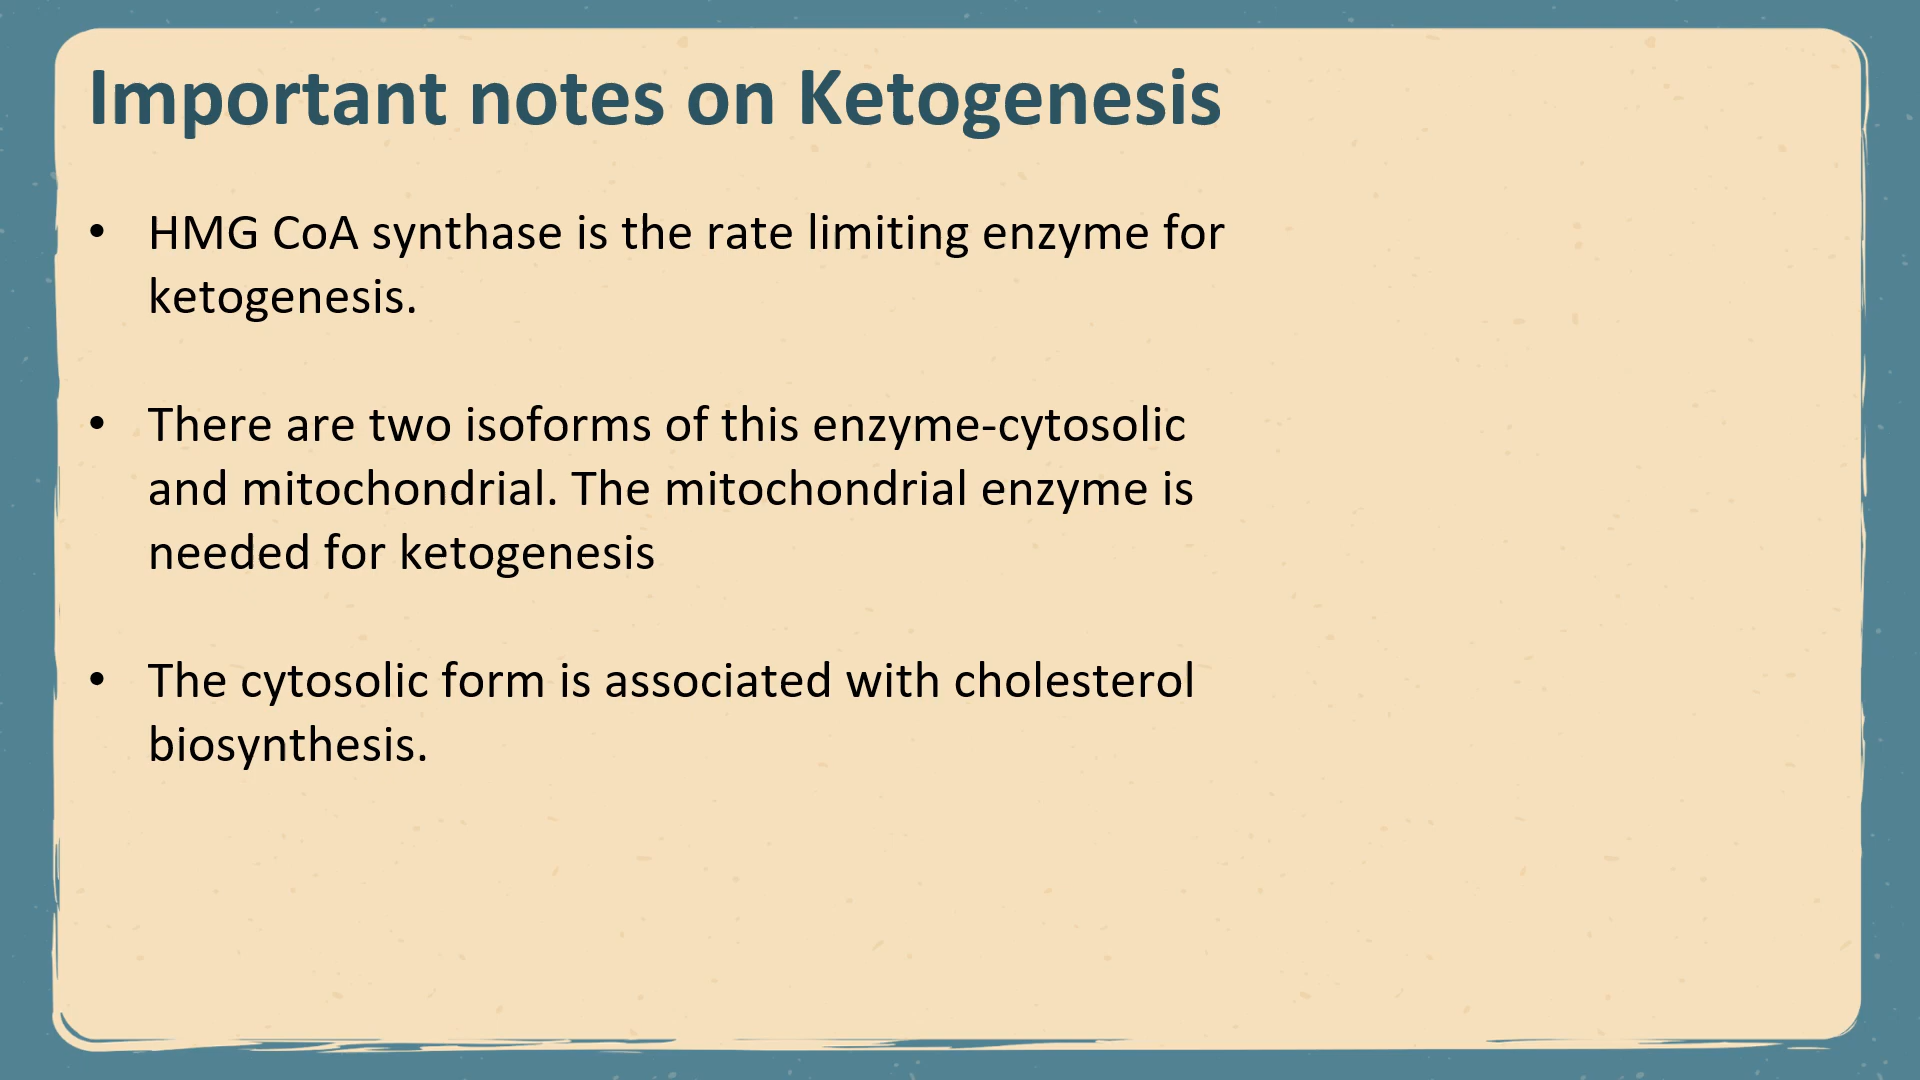 Important notes on Ketogenesis
• HMG CoA synthase is the rate limiting enzyme for
ketogenesis.
• There are two isoforms of this enzyme-cytosolic
and mitochondrial. The mitochondrial enzyme is
needed for ketogenesis
• The cytosolic form is associated with cholesterol
biosynthesis.